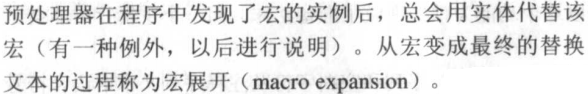 预处理器在程序中发现了宏的实例后，总会用实体代替该
宏（有一种例外，以后进行说明）。从宏变成最终的替换
文本的过程称为宏展开（macro expansion）。